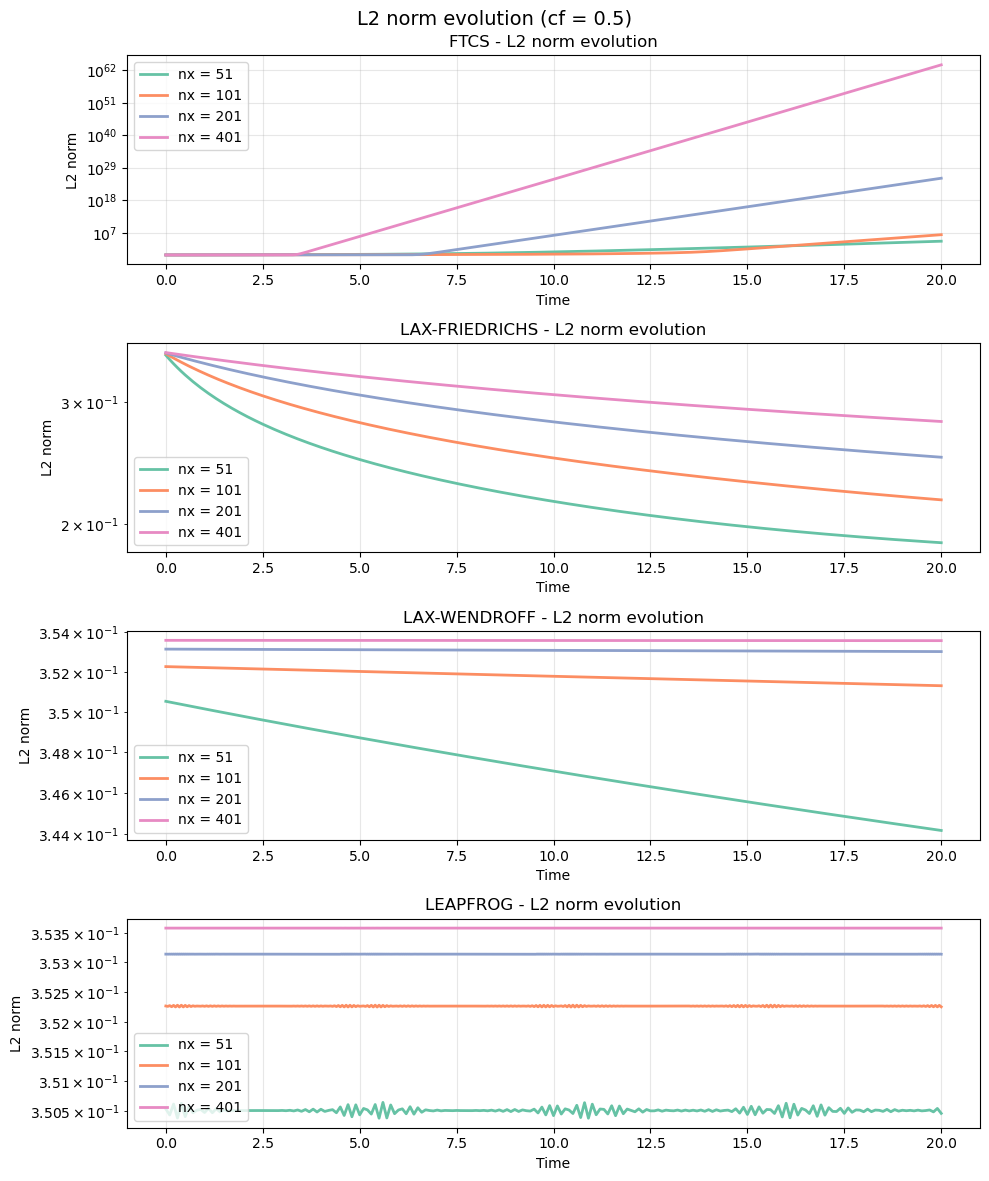 L2 norm evolution (cf = 0.5)
FTCS - L2 norm evolution
L2 norm
10^62
10^51
10^40
10^29
10^18
10^7
nx = 51
nx = 101
nx = 201
nx = 401
0.0 2.5 5.0 7.5 10.0 12.5 15.0 17.5 20.0
Time
LAX-FRIEDRICHS - L2 norm evolution
L2 norm
3 × 10^−1
2 × 10^−1
nx = 51
nx = 101
nx = 201
nx = 401
0.0 2.5 5.0 7.5 10.0 12.5 15.0 17.5 20.0
Time
LAX-WENDROFF - L2 norm evolution
L2 norm
3.54 × 10^−1
3.52 × 10^−1
3.5 × 10^−1
3.48 × 10^−1
3.46 × 10^−1
3.44 × 10^−1
nx = 51
nx = 101
nx = 201
nx = 401
0.0 2.5 5.0 7.5 10.0 12.5 15.0 17.5 20.0
Time
LEAPFROG - L2 norm evolution
L2 norm
3.535 × 10^−1
3.53 × 10^−1
3.525 × 10^−1
3.52 × 10^−1
3.515 × 10^−1
3.51 × 10^−1
3.505 × 10^−1
nx = 51
nx = 101
nx = 201
nx = 401
0.0 2.5 5.0 7.5 10.0 12.5 15.0 17.5 20.0
Time